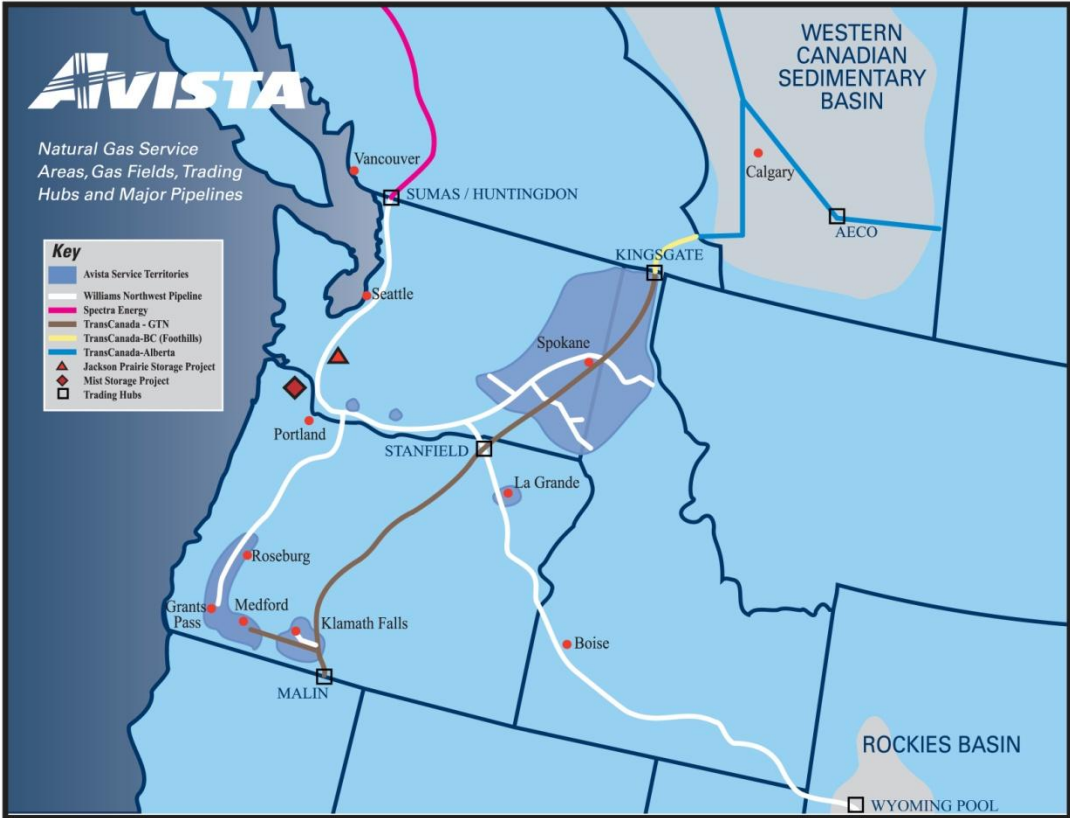 AVISTA
Natural Gas Service
Areas, Gas Fields, Trading
Hubs and Major Pipelines
Key
Avista Service Territories
Williams Northwest Pipeline
Spectra Energy
TransCanada - GTN
TransCanada-BC (Foothills)
TransCanada-Alberta
Jackson Prairie Storage Project
Mist Storage Project
Trading Hubs
WESTERN
CANADIAN
SEDIMENTARY
BASIN
Vancouver
SUMAS / HUNTINGDON
Calgary
AECO
KINGSGATE
Seattle
Spokane
Portland
STANFIELD
La Grande
Roseburg
Grants
Pass
Medford
Klamath Falls
Boise
MALIN
ROCKIES BASIN
WYOMING POOL